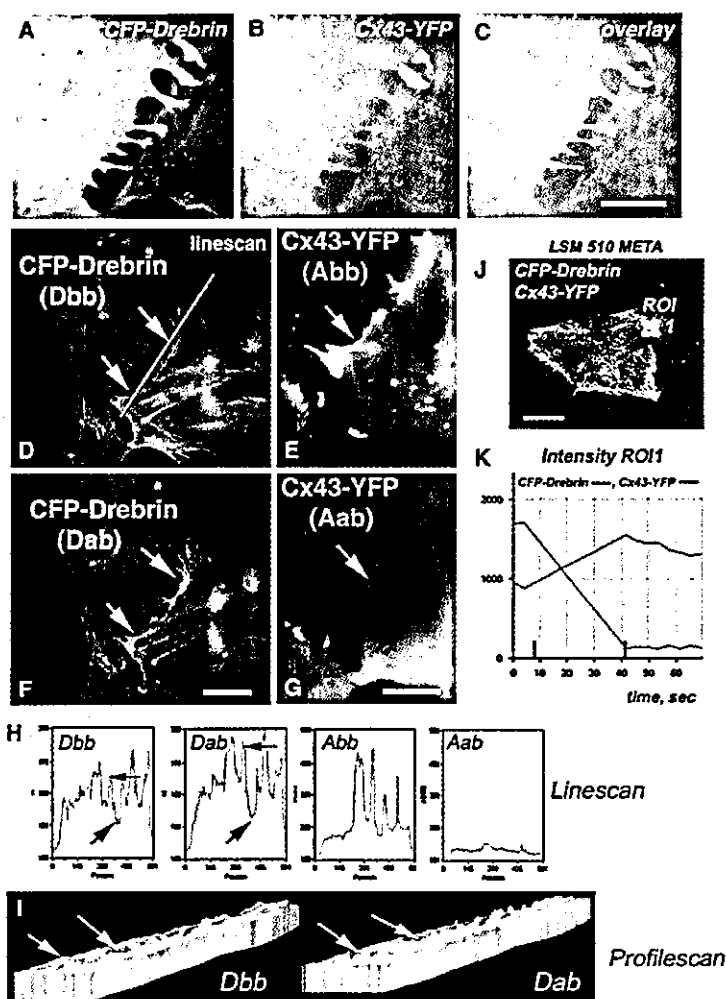 A CFP-Drebrin
B Cx43-YFP
C overlay
linescan
CFP-Drebrin
(Dbb)
D
Cx43-YFP
(Abb)
E
LSM 510 META
J
CFP-Drebrin
Cx43-YFP
ROI
1
CFP-Drebrin
(Dab)
F
Cx43-YFP
(Aab)
G
K Intensity ROI1
CFP-Drebrin, Cx43-YFP
2000
1000
0
0 10 20 30 40 50 60
time, sec
H
Dbb
Dab
Abb
Aab
Linescan
I
Dbb
Dab
Profilescan